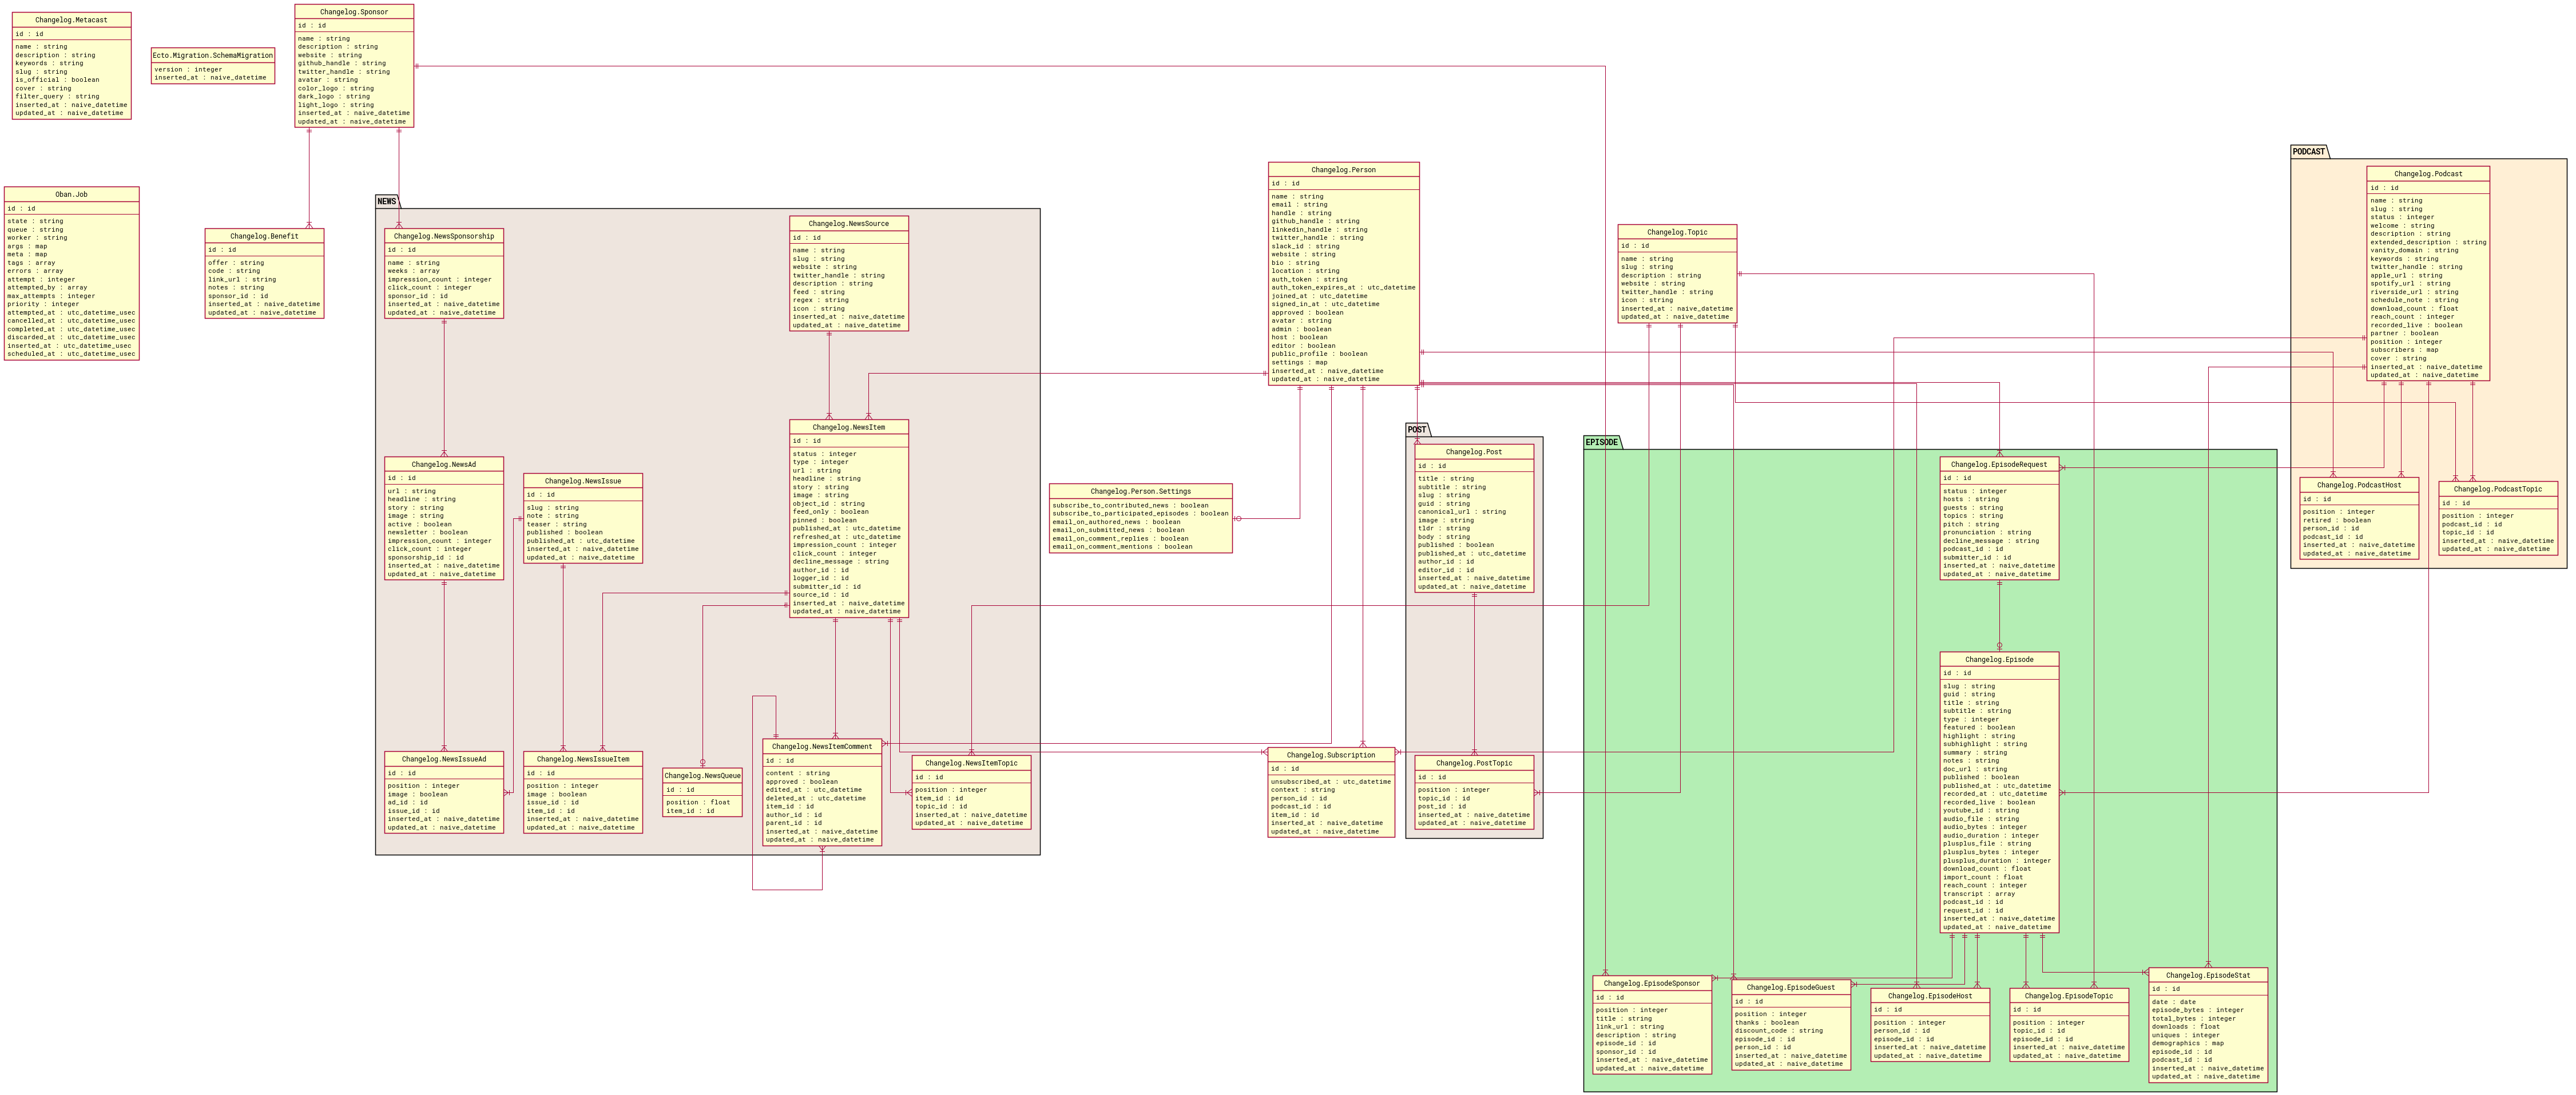 Changelog.Metacast
id : id
name : string
description : string
keywords : string
slug : string
is_official : boolean
cover : string
filter_query : string
inserted_at : naive_datetime
updated_at : naive_datetime
Ecto.Migration.SchemaMigration
version : integer
inserted_at : naive_datetime
Changelog.Sponsor
id : id
name : string
description : string
website : string
github_handle : string
twitter_handle : string
avatar : string
color_logo : string
dark_logo : string
light_logo : string
inserted_at : naive_datetime
updated_at : naive_datetime
Oban.Job
id : id
state : string
queue : string
worker : string
args : map
meta : map
tags : array
errors : array
attempt : integer
attempted_by : array
max_attempts : integer
priority : integer
attempted_at : utc_datetime_usec
cancelled_at : utc_datetime_usec
completed_at : utc_datetime_usec
discarded_at : utc_datetime_usec
inserted_at : utc_datetime_usec
scheduled_at : utc_datetime_usec
Changelog.Benefit
id : id
offer : string
code : string
link_url : string
notes : string
sponsor_id : id
inserted_at : naive_datetime
updated_at : naive_datetime
NEWS
Changelog.NewsSponsorship
id : id
name : string
weeks : array
impression_count : integer
click_count : integer
sponsor_id : id
inserted_at : naive_datetime
updated_at : naive_datetime
Changelog.NewsSource
id : id
name : string
slug : string
website : string
twitter_handle : string
description : string
feed : string
regex : string
icon : string
inserted_at : naive_datetime
updated_at : naive_datetime
Changelog.NewsAd
id : id
url : string
headline : string
story : string
image : string
active : boolean
newsletter : boolean
impression_count : integer
click_count : integer
sponsorship_id : id
inserted_at : naive_datetime
updated_at : naive_datetime
Changelog.NewsIssue
id : id
slug : string
note : string
teaser : string
published : boolean
published_at : utc_datetime
inserted_at : naive_datetime
updated_at : naive_datetime
Changelog.NewsItem
id : id
status : integer
type : integer
url : string
headline : string
story : string
image : string
object_id : string
feed_only : boolean
pinned : boolean
published_at : utc_datetime
refreshed_at : utc_datetime
impression_count : integer
click_count : integer
decline_message : string
author_id : id
logger_id : id
submitter_id : id
source_id : id
inserted_at : naive_datetime
updated_at : naive_datetime
Changelog.NewsIssueAd
id : id
position : integer
image : boolean
ad_id : id
issue_id : id
inserted_at : naive_datetime
updated_at : naive_datetime
Changelog.NewsIssueItem
id : id
position : integer
image : boolean
issue_id : id
item_id : id
inserted_at : naive_datetime
updated_at : naive_datetime
Changelog.NewsQueue
id : id
position : float
item_id : id
Changelog.NewsItemComment
id : id
content : string
approved : boolean
edited_at : utc_datetime
deleted_at : utc_datetime
item_id : id
author_id : id
parent_id : id
inserted_at : naive_datetime
updated_at : naive_datetime
Changelog.NewsItemTopic
id : id
position : integer
item_id : id
topic_id : id
inserted_at : naive_datetime
updated_at : naive_datetime
Changelog.Person
id : id
name : string
email : string
handle : string
github_handle : string
linkedin_handle : string
twitter_handle : string
slack_id : string
website : string
bio : string
location : string
auth_token : string
auth_token_expires_at : utc_datetime
joined_at : utc_datetime
signed_in_at : utc_datetime
approved : boolean
avatar : string
admin : boolean
host : boolean
editor : boolean
public_profile : boolean
settings : map
inserted_at : naive_datetime
updated_at : naive_datetime
Changelog.Person.Settings
subscribe_to_contributed_news : boolean
subscribe_to_participated_episodes : boolean
email_on_authored_news : boolean
email_on_submitted_news : boolean
email_on_comment_replies : boolean
email_on_comment_mentions : boolean
Changelog.Subscription
id : id
unsubscribed_at : utc_datetime
context : string
person_id : id
podcast_id : id
item_id : id
inserted_at : naive_datetime
updated_at : naive_datetime
POST
Changelog.Post
id : id
title : string
subtitle : string
slug : string
guid : string
canonical_url : string
image : string
tldr : string
body : string
published : boolean
published_at : utc_datetime
author_id : id
editor_id : id
inserted_at : naive_datetime
updated_at : naive_datetime
Changelog.PostTopic
id : id
position : integer
topic_id : id
post_id : id
inserted_at : naive_datetime
updated_at : naive_datetime
Changelog.Topic
id : id
name : string
slug : string
description : string
website : string
twitter_handle : string
icon : string
inserted_at : naive_datetime
updated_at : naive_datetime
EPISODE
Changelog.EpisodeRequest
id : id
status : integer
hosts : string
guests : string
topics : string
pitch : string
pronunciation : string
decline_message : string
podcast_id : id
submitter_id : id
inserted_at : naive_datetime
updated_at : naive_datetime
Changelog.Episode
id : id
slug : string
guid : string
title : string
subtitle : string
type : integer
featured : boolean
highlight : string
subhighlight : string
summary : string
notes : string
doc_url : string
published : boolean
published_at : utc_datetime
recorded_at : utc_datetime
recorded_live : boolean
youtube_id : string
audio_file : string
audio_bytes : integer
audio_duration : integer
plusplus_file : string
plusplus_bytes : integer
plusplus_duration : integer
download_count : float
import_count : float
reach_count : integer
transcript : array
podcast_id : id
request_id : id
inserted_at : naive_datetime
updated_at : naive_datetime
Changelog.EpisodeSponsor
id : id
position : integer
title : string
link_url : string
description : string
episode_id : id
sponsor_id : id
inserted_at : naive_datetime
updated_at : naive_datetime
Changelog.EpisodeGuest
id : id
position : integer
thanks : boolean
discount_code : string
episode_id : id
person_id : id
inserted_at : naive_datetime
updated_at : naive_datetime
Changelog.EpisodeHost
id : id
position : integer
person_id : id
episode_id : id
inserted_at : naive_datetime
updated_at : naive_datetime
Changelog.EpisodeTopic
id : id
position : integer
topic_id : id
episode_id : id
inserted_at : naive_datetime
updated_at : naive_datetime
Changelog.EpisodeStat
id : id
date : date
episode_bytes : integer
total_bytes : integer
downloads : float
uniques : integer
demographics : map
episode_id : id
podcast_id : id
inserted_at : naive_datetime
updated_at : naive_datetime
PODCAST
Changelog.Podcast
id : id
name : string
slug : string
status : integer
welcome : string
description : string
extended_description : string
vanity_domain : string
keywords : string
twitter_handle : string
apple_url : string
spotify_url : string
riverside_url : string
schedule_note : string
download_count : float
reach_count : integer
recorded_live : boolean
partner : boolean
position : integer
subscribers : map
cover : string
inserted_at : naive_datetime
updated_at : naive_datetime
Changelog.PodcastHost
id : id
position : integer
retired : boolean
person_id : id
podcast_id : id
inserted_at : naive_datetime
updated_at : naive_datetime
Changelog.PodcastTopic
id : id
position : integer
podcast_id : id
topic_id : id
inserted_at : naive_datetime
updated_at : naive_datetime